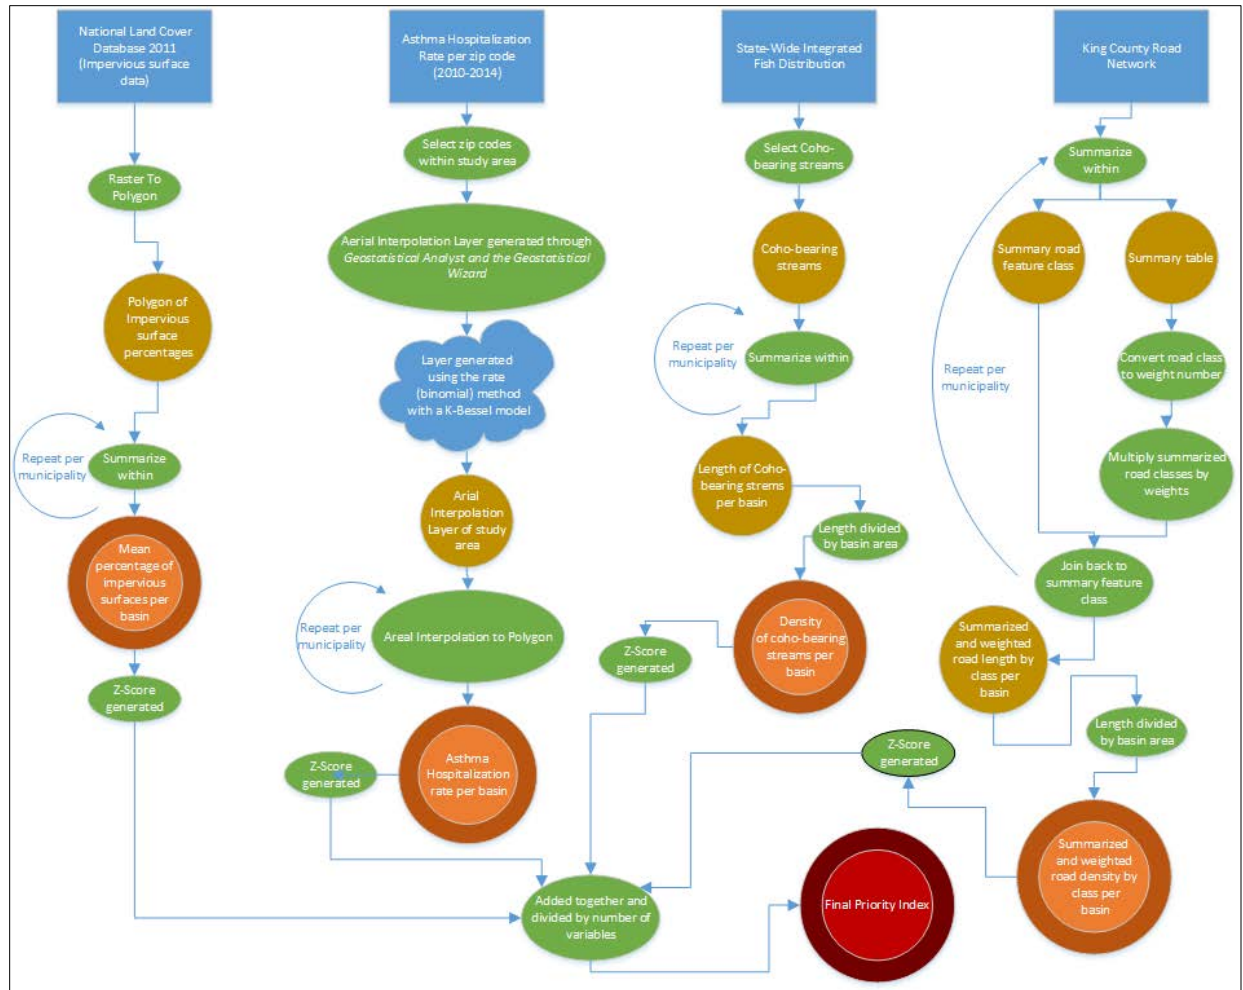 National Land Cover
Database 2011
(Impervious surface
data)
Raster To
Polygon
Polygon of
Impervious
surface
percentages
Repeat per
municipality
Summarize
within
Mean
percentage of
impervious
surfaces per
basin
Z-Score
generated
Asthma Hospitalization
Rate per zip code
(2010-2014)
Select zip codes
within study area
Aerial Interpolation Layer generated through
Geostatistical Analyst and the Geostatistical
Wizard
Layer generated
using the rate
(binomial) method
with a K-Bessel model
Arial
Interpolation
Layer of study
area
Repeat per
municipality
Areal Interpolation to Polygon
Asthma
Hospitalization
rate per basin
Z-Score
generated
State-Wide Integrated
Fish Distribution
Select Coho-
bearing streams
Coho-bearing
streams
Repeat per
municipality
Summarize within
Length of Coho-
bearing strems
per basin
Length divided
by basin area
Density
of coho-bearing
streams per
basin
Z-Score
generated
King County Road
Network
Summarize
within
Summary road
feature class
Summary table
Convert road class
to weight number
Repeat per
municipality
Multiply summarized
road classes by
weights
Join back to
summary feature
class
Summarized
and weighted
road length by
class per
basin
Length divided
by basin area
Summarized
and weighted
road density by
class per
basin
Z-Score
generated
Added together and
divided by number of
variables
Final Priority Index